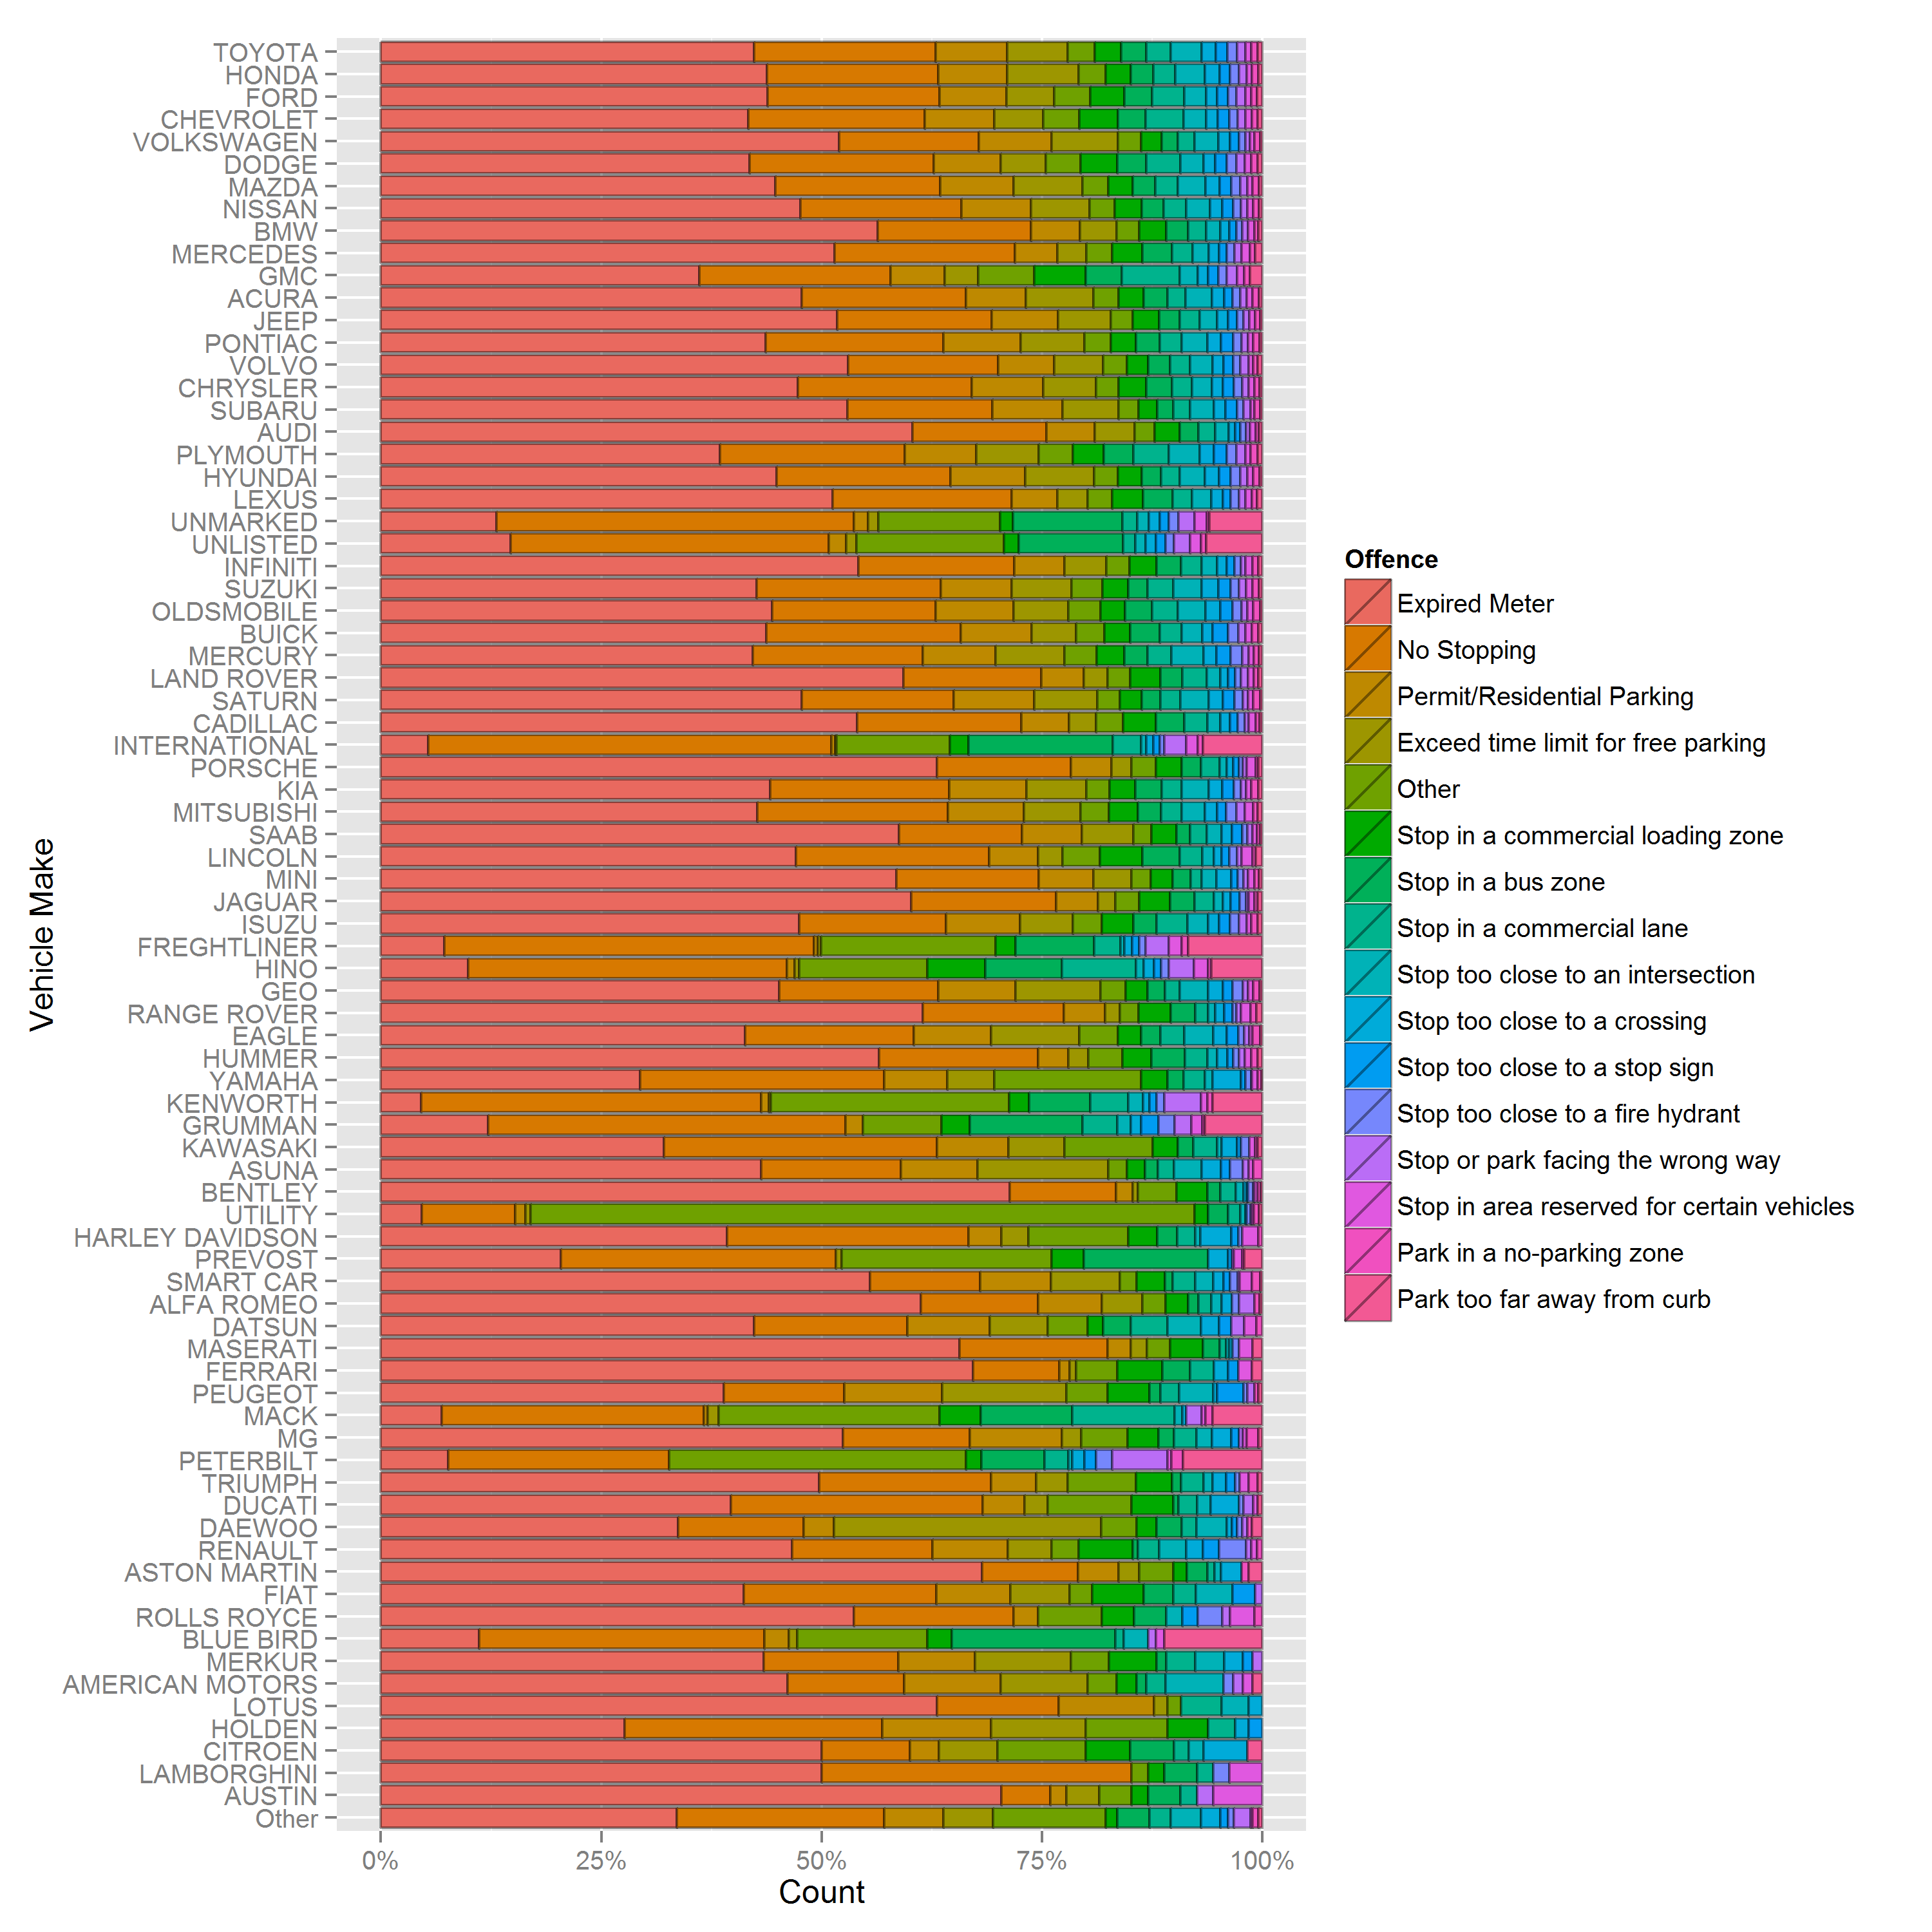 TOYOTA
HONDA
FORD
CHEVROLET
VOLKSWAGEN
DODGE
MAZDA
NISSAN
BMW
MERCEDES
GMC
ACURA
JEEP
PONTIAC
VOLVO
CHRYSLER
SUBARU
AUDI
PLYMOUTH
HYUNDAI
LEXUS
UNMARKED
UNLISTED
INFINITI
SUZUKI
OLDSMOBILE
BUICK
MERCURY
LAND ROVER
SATURN
CADILLAC
INTERNATIONAL
PORSCHE
KIA
MITSUBISHI
SAAB
LINCOLN
MINI
JAGUAR
ISUZU
FREGHTLINER
HINO
GEO
RANGE ROVER
EAGLE
HUMMER
YAMAHA
KENWORTH
GRUMMAN
KAWASAKI
ASUNA
BENTLEY
UTILITY
HARLEY DAVIDSON
PREVOST
SMART CAR
ALFA ROMEO
DATSUN
MASERATI
FERRARI
PEUGEOT
MACK
MG
PETERBILT
TRIUMPH
DUCATI
DAEWOO
RENAULT
ASTON MARTIN
FIAT
ROLLS ROYCE
BLUE BIRD
MERKUR
AMERICAN MOTORS
LOTUS
HOLDEN
CITROEN
LAMBORGHINI
AUSTIN
Other
Vehicle Make
0% 25% 50% 75% 100%
Count
Offence
Expired Meter
No Stopping
Permit/Residential Parking
Exceed time limit for free parking
Other
Stop in a commercial loading zone
Stop in a bus zone
Stop in a commercial lane
Stop too close to an intersection
Stop too close to a crossing
Stop too close to a stop sign
Stop too close to a fire hydrant
Stop or park facing the wrong way
Stop in area reserved for certain vehicles
Park in a no-parking zone
Park too far away from curb